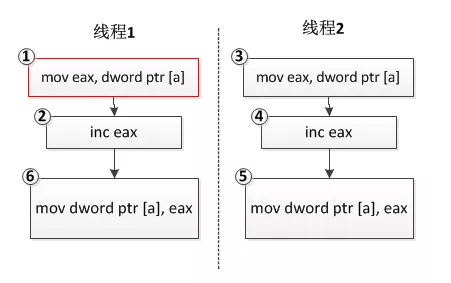 线程1
① mov eax, dword ptr [a]
② inc eax
⑥ mov dword ptr [a], eax
线程2
③ mov eax, dword ptr [a]
④ inc eax
⑤ mov dword ptr [a], eax